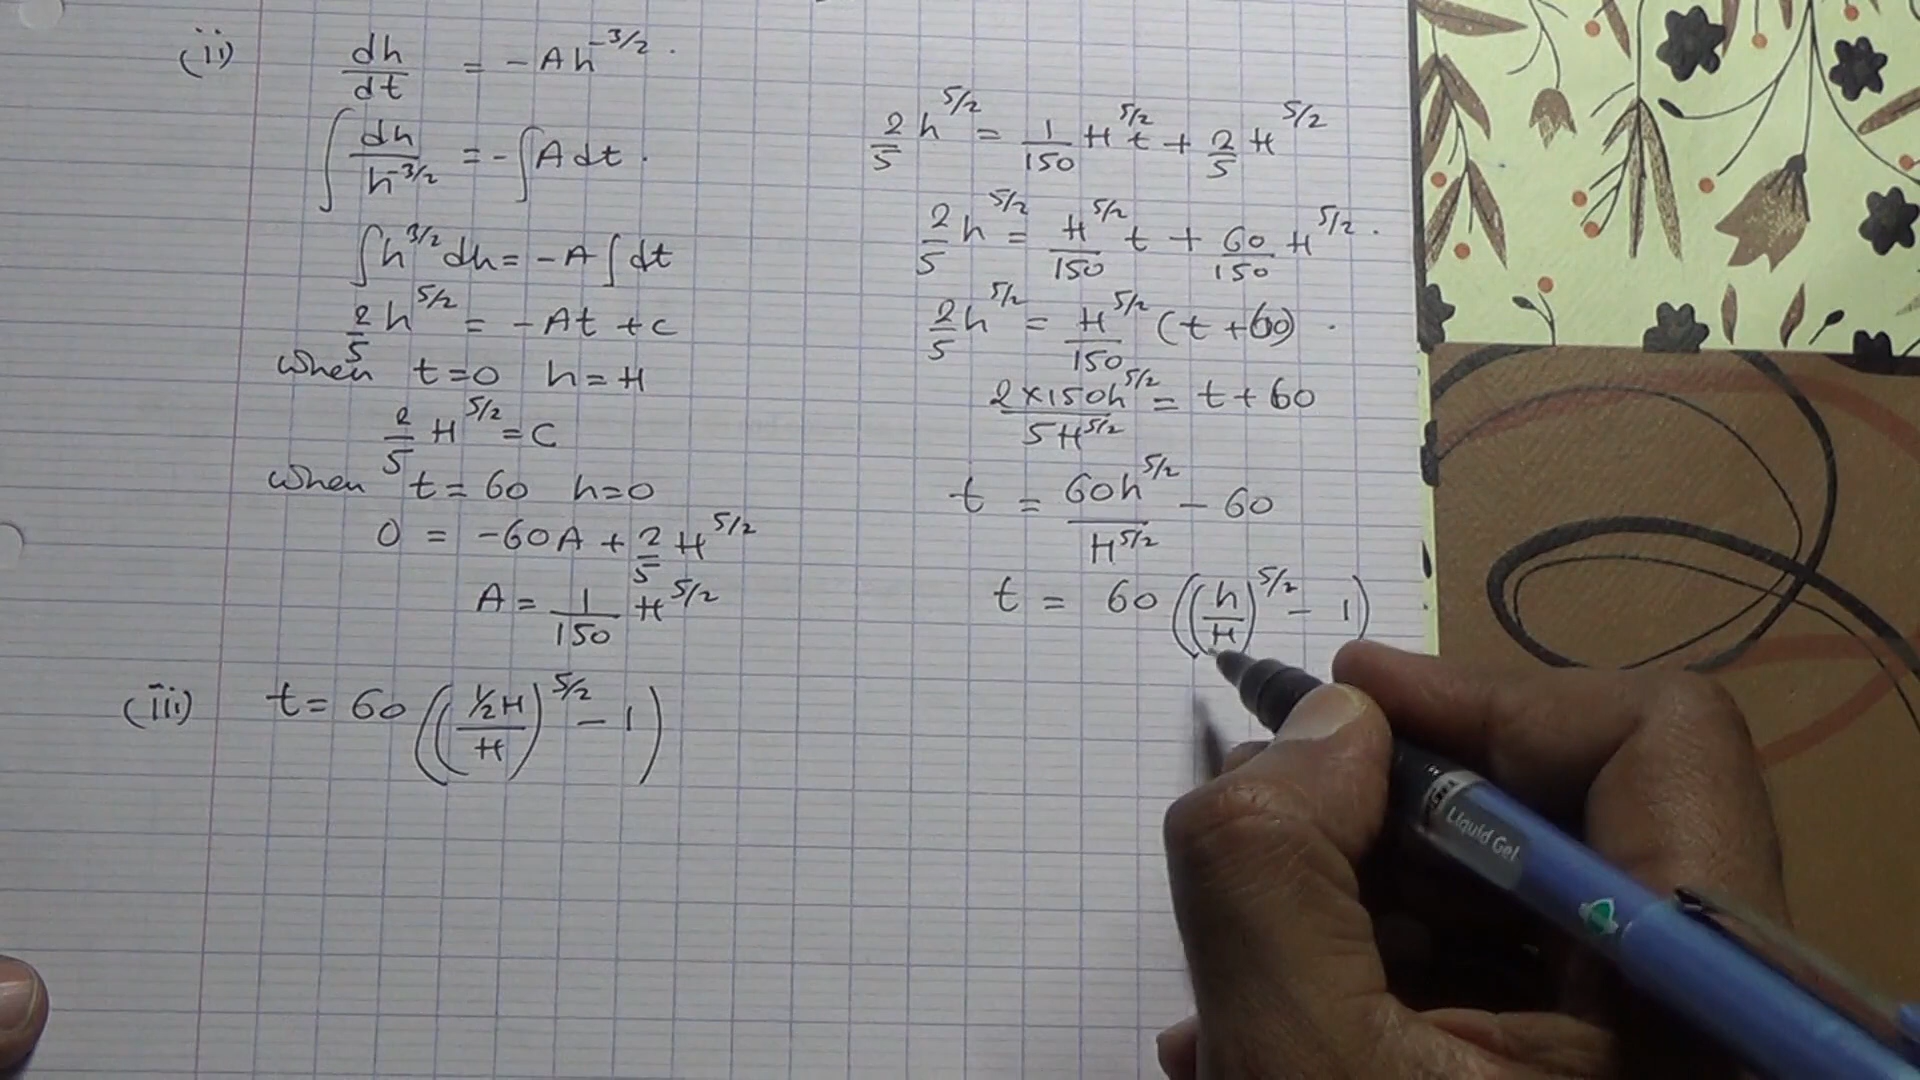 (ii) dh/dt = -Ah^-3/2 .
∫ dh/h^-3/2 = -∫A dt .
∫h^3/2 dh = -A ∫dt
2/5 h^5/2 = -At + c
when t=0 h=H
2/5 H^5/2 = C
when t=60 h=0
0 = -60A + 2/5 H^5/2
A = 1/150 H^5/2
(iii) t = 60 ((1/2H/H)^5/2 - 1)
2/5 h^5/2 = 1/150 H^5/2 t + 2/5 H^5/2
2/5 h^5/2 = H^5/2/150 t + 60/150 H^5/2 .
2/5 h^5/2 = H^5/2/150 (t+60) .
2×150h^5/2/5H^5/2 = t+60
t = 60h^5/2/H^5/2 - 60
t = 60 ((h/H)^5/2 - 1)
Liquid Gel